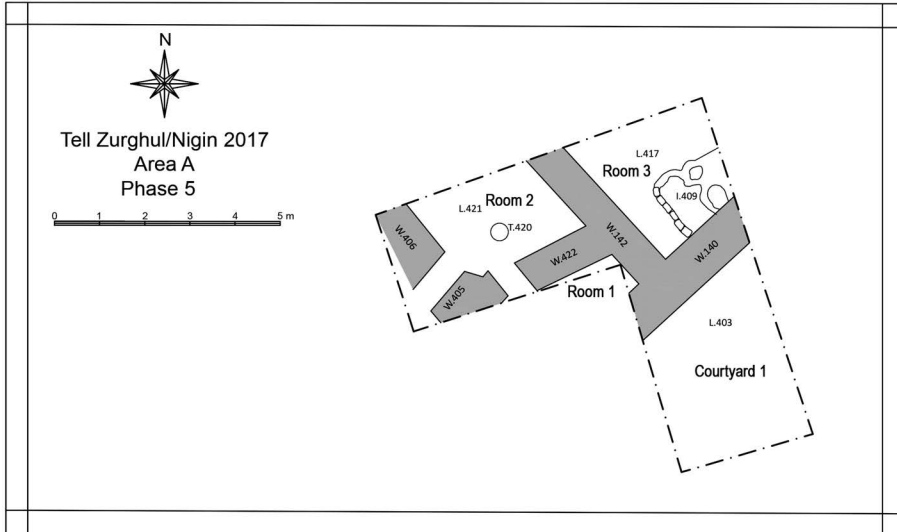 N
Tell Zurghul/Nigin 2017
Area A
Phase 5
0 1 2 3 4 5 m
L.417
Room 3
I.409
Room 2
L.421
T.420
W.406
W.142
W.140
W.422
W.405
Room 1
L.403
Courtyard 1